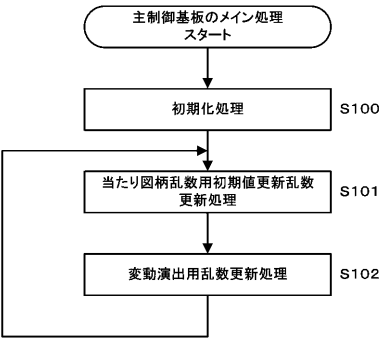 主制御基板のメイン処理
スタート
初期化処理
S100
当たり図柄乱数用初期値更新乱数
更新処理
S101
変動演出用乱数更新処理
S102